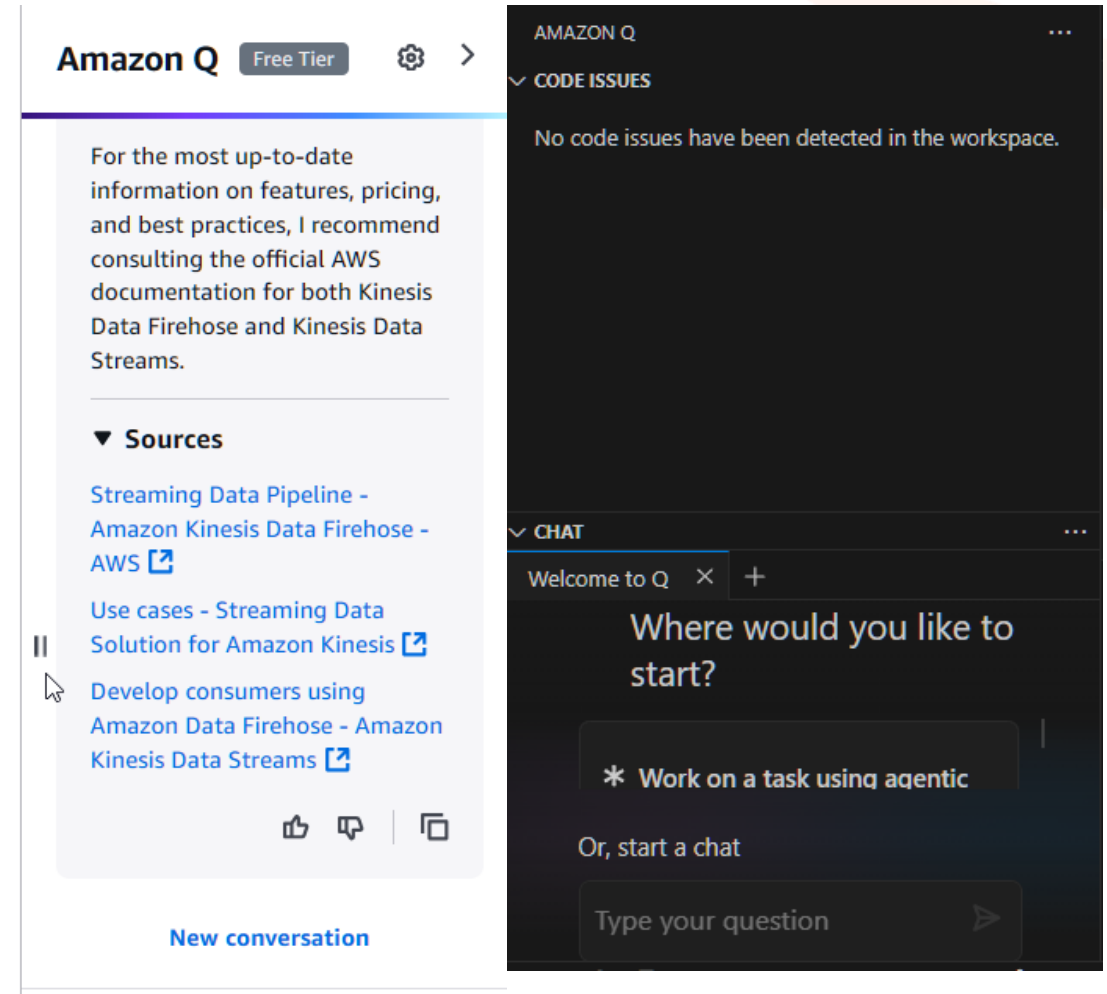 Amazon Q Free Tier
For the most up-to-date
information on features, pricing,
and best practices, I recommend
consulting the official AWS
documentation for both Kinesis
Data Firehose and Kinesis Data
Streams.
Sources
Streaming Data Pipeline -
Amazon Kinesis Data Firehose -
AWS
Use cases - Streaming Data
Solution for Amazon Kinesis
Develop consumers using
Amazon Data Firehose - Amazon
Kinesis Data Streams
New conversation
AMAZON Q
CODE ISSUES
No code issues have been detected in the workspace.
CHAT
Welcome to Q
Where would you like to
start?
Work on a task using agentic
Or, start a chat
Type your question